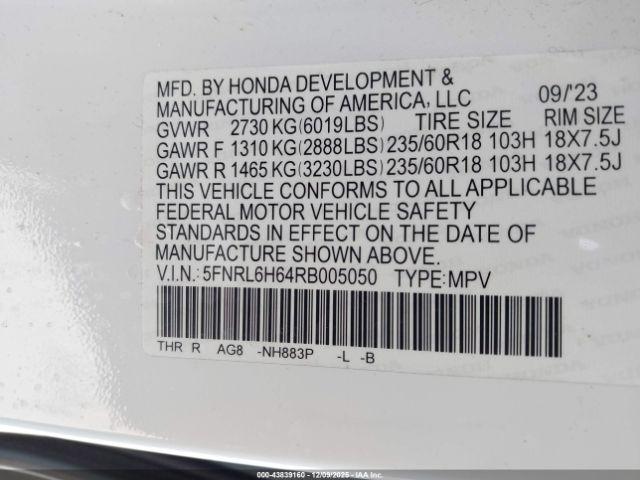 MFD. BY HONDA DEVELOPMENT &
MANUFACTURING OF AMERICA, LLC 09/'23
GVWR 2730 KG(6019LBS) TIRE SIZE RIM SIZE
GAWR F 1310 KG(2888LBS) 235/60R18 103H 18X7.5J
GAWR R 1465 KG(3230LBS) 235/60R18 103H 18X7.5J
THIS VEHICLE CONFORMS TO ALL APPLICABLE
FEDERAL MOTOR VEHICLE SAFETY
STANDARDS IN EFFECT ON THE DATE OF
MANUFACTURE SHOWN ABOVE.
V.I.N.: 5FNRL6H64RB005050 TYPE:MPV
THR R AG8 -NH883P -L -B
000-43839160 - 12/09/2025 - IAA Inc.